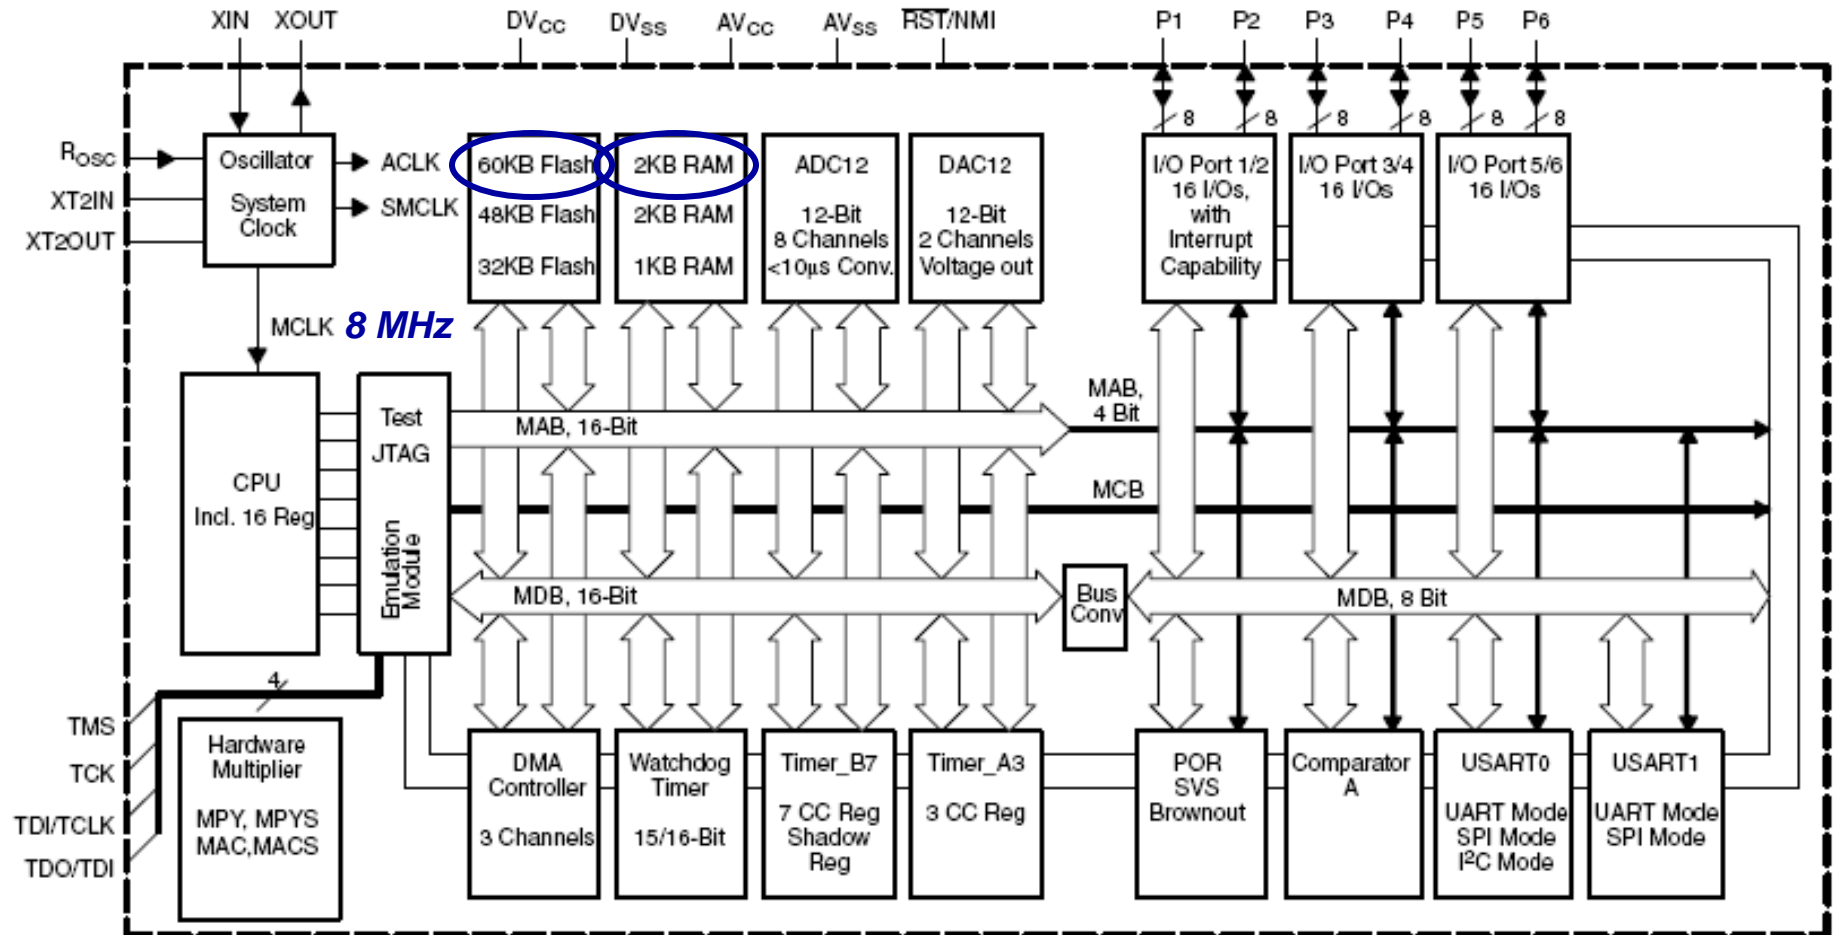 XIN
XOUT
DVCC
DVSS
AVCC
AVSS
RST/NMI
P1
P2
P3
P4
P5
P6
8
8
8
8
8
8
ROSC
XT2IN
XT2OUT
Oscillator
System
Clock
ACLK
SMCLK
60KB Flash
48KB Flash
32KB Flash
2KB RAM
2KB RAM
1KB RAM
ADC12
12-Bit
8 Channels
<10μs Conv.
DAC12
12-Bit
2 Channels
Voltage out
I/O Port 1/2
16 I/Os,
with
Interrupt
Capability
I/O Port 3/4
16 I/Os
I/O Port 5/6
16 I/Os
MCLK
8 MHz
CPU
Incl. 16 Reg
Test
JTAG
Emulation
Module
MAB, 16-Bit
MAB,
4 Bit
MCB
MDB, 16-Bit
Bus
Conv
MDB, 8 Bit
4
TMS
TCK
TDI/TCLK
TDO/TDI
Hardware
Multiplier
MPY, MPYS
MAC,MACS
DMA
Controller
3 Channels
Watchdog
Timer
15/16-Bit
Timer_B7
7 CC Reg
Shadow
Reg
Timer_A3
3 CC Reg
POR
SVS
Brownout
Comparator
A
USART0
UART Mode
SPI Mode
I²C Mode
USART1
UART Mode
SPI Mode